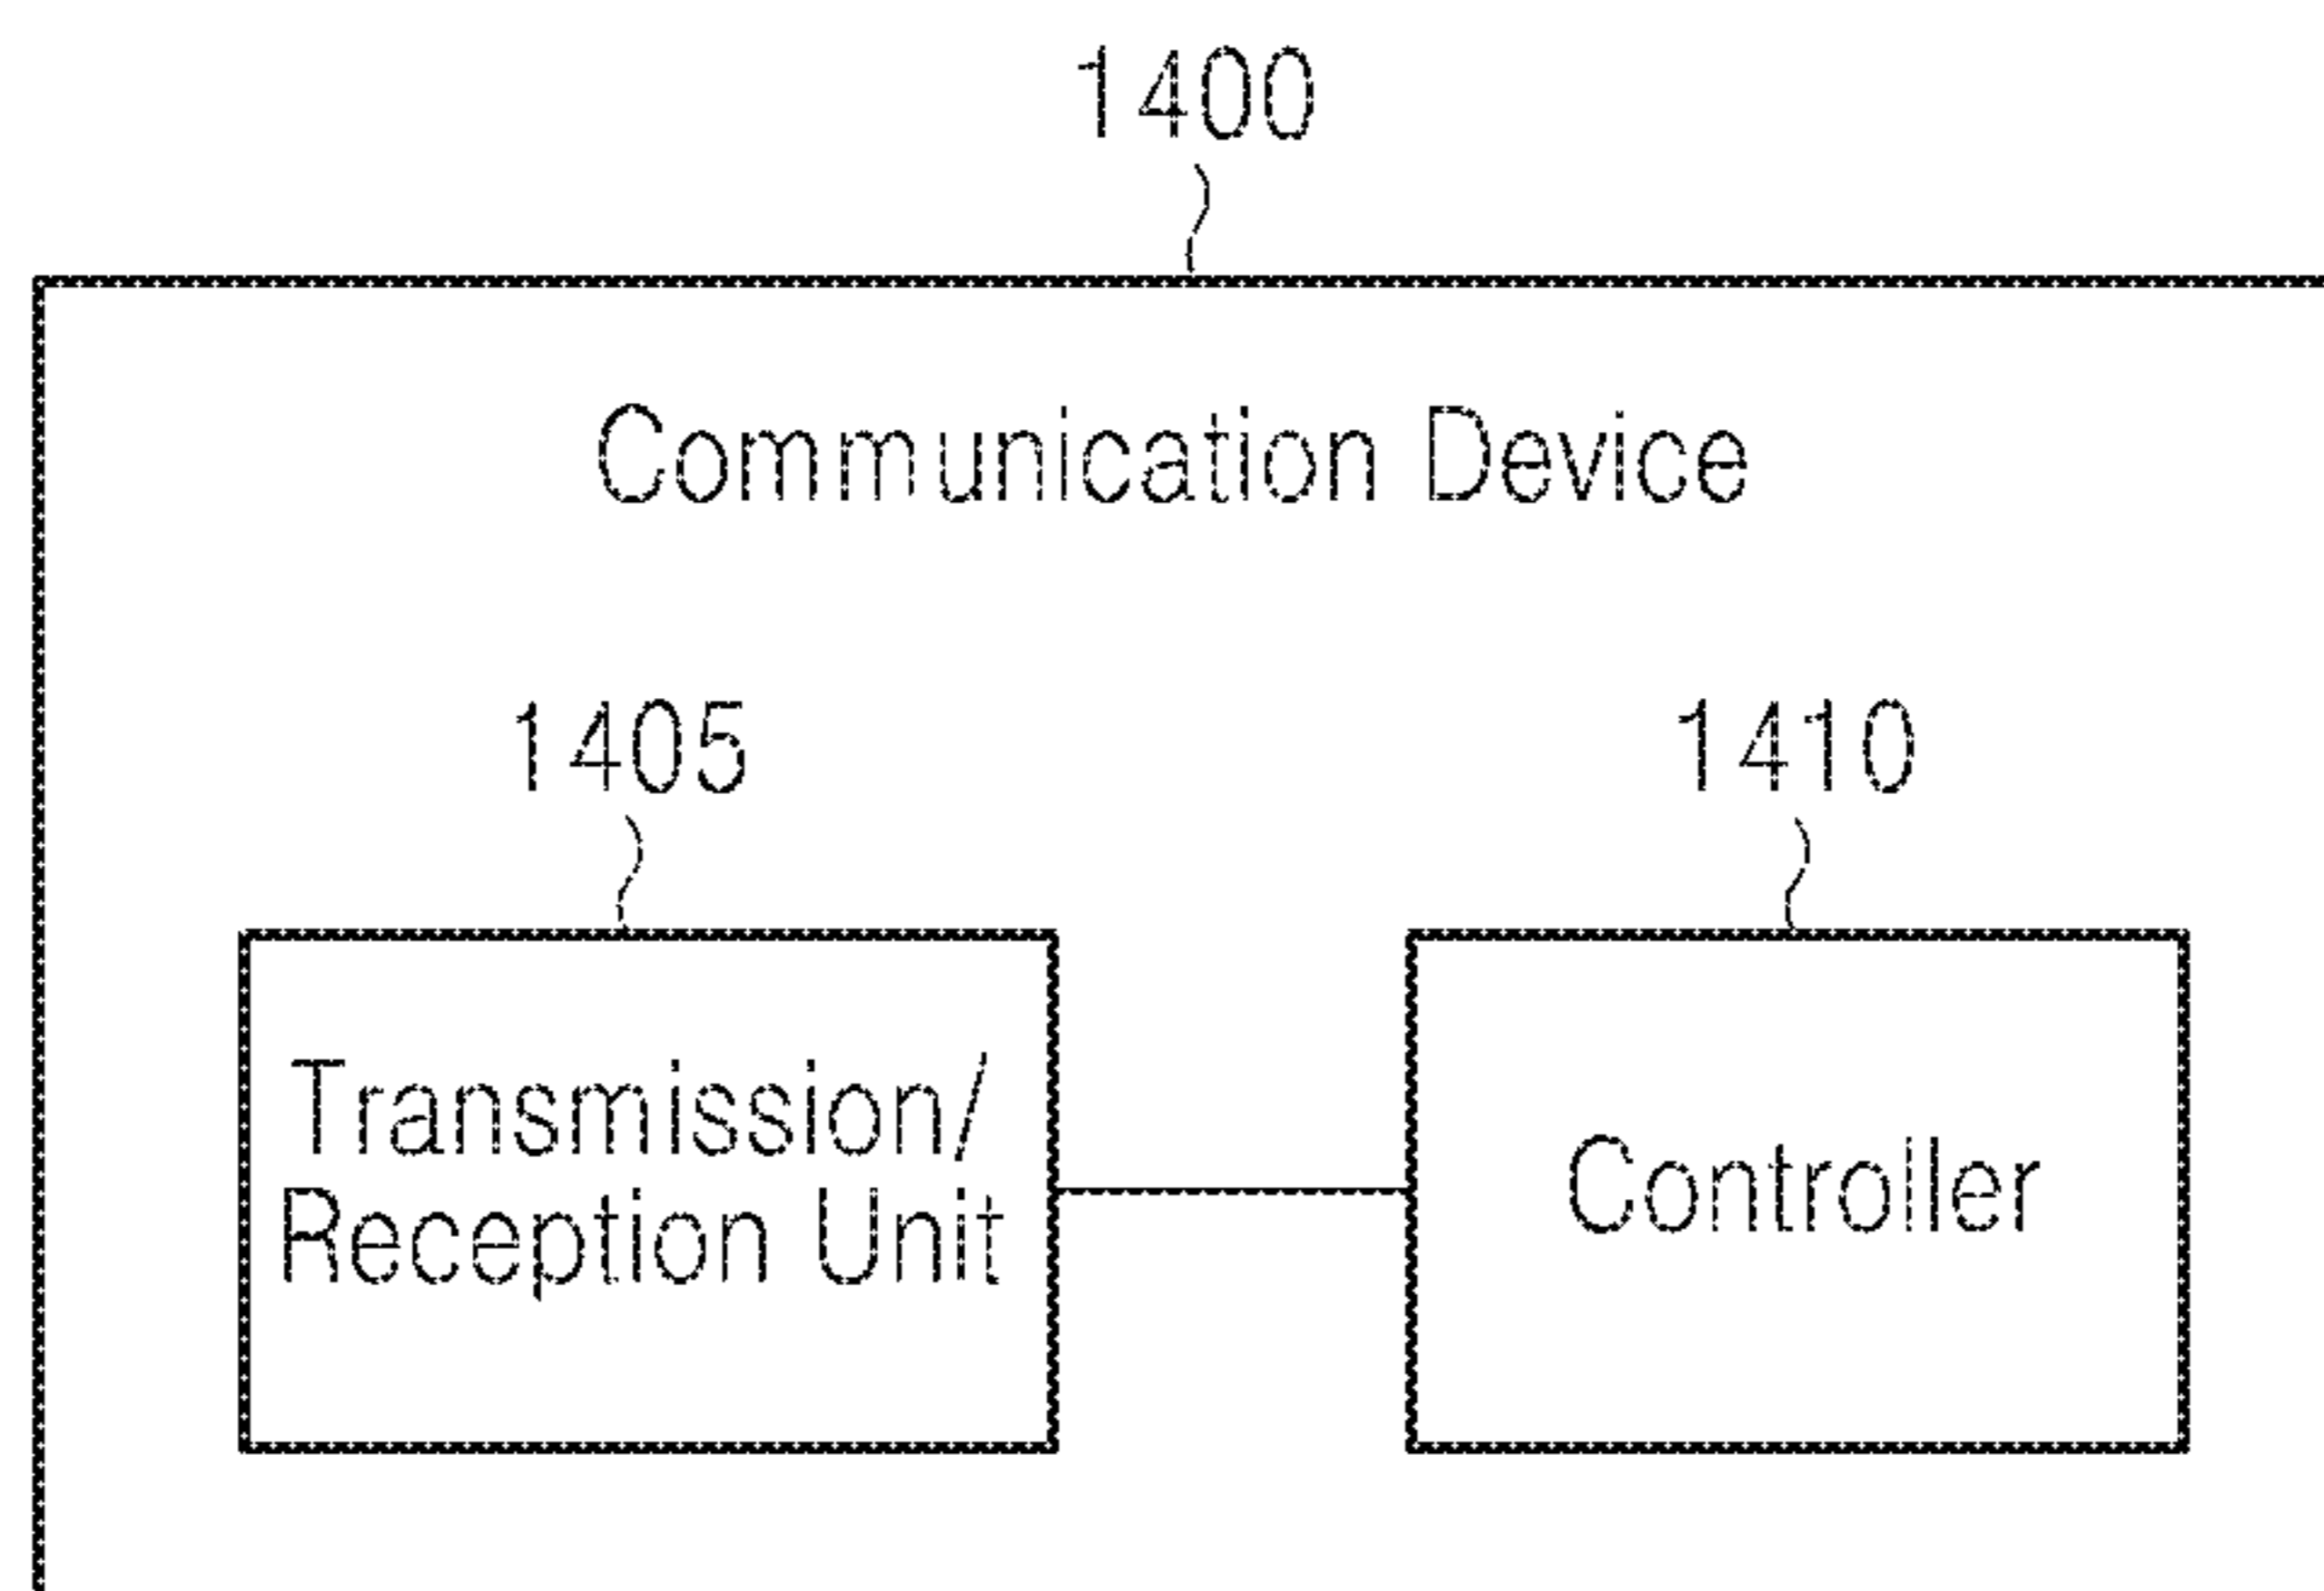 1400
Communication Device
1405
1410
Transmission/
Reception Unit
Controller